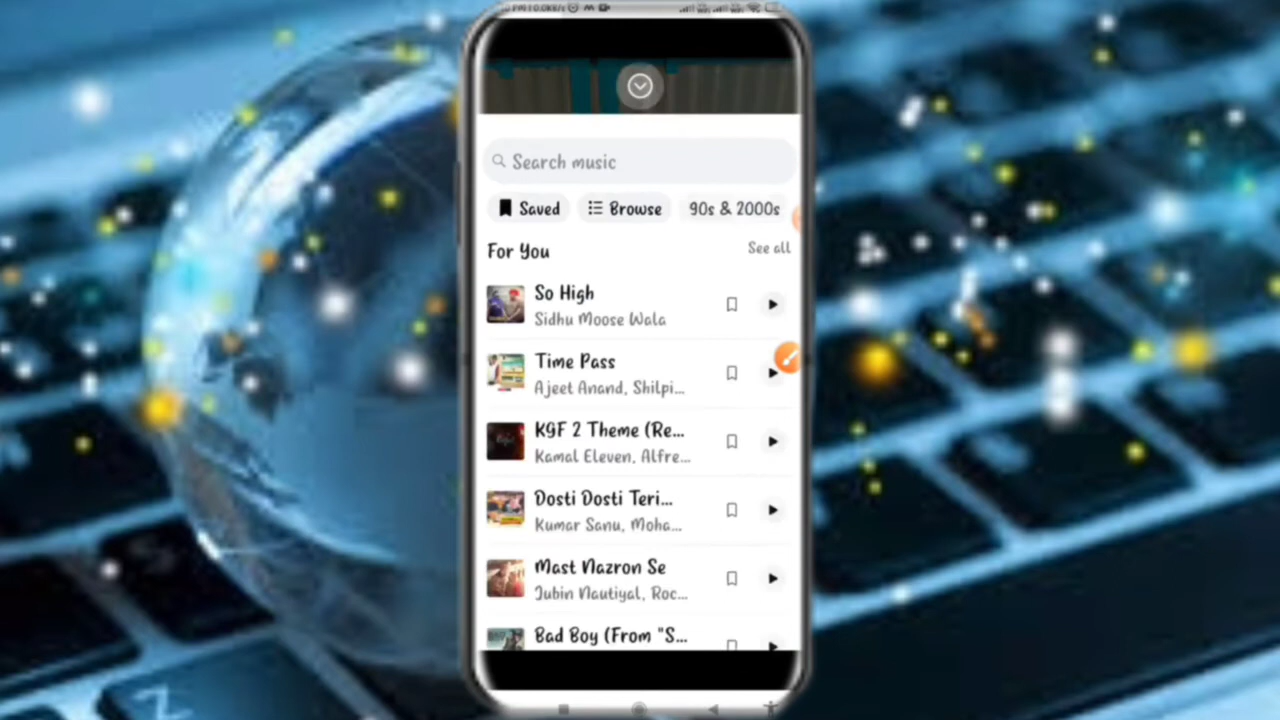 Search music
Saved
Browse
90s & 2000s
For You
See all
So High
Sidhu Moose Wala
Time Pass
Ajeet Anand, Shilpi...
KGF 2 Theme (Re...
Kamal Eleven, Alfre...
Dosti Dosti Teri...
Kumar Sanu, Moha...
Mast Nazron Se
Jubin Nautiyal, Roc...
Bad Boy (From "S...
Z